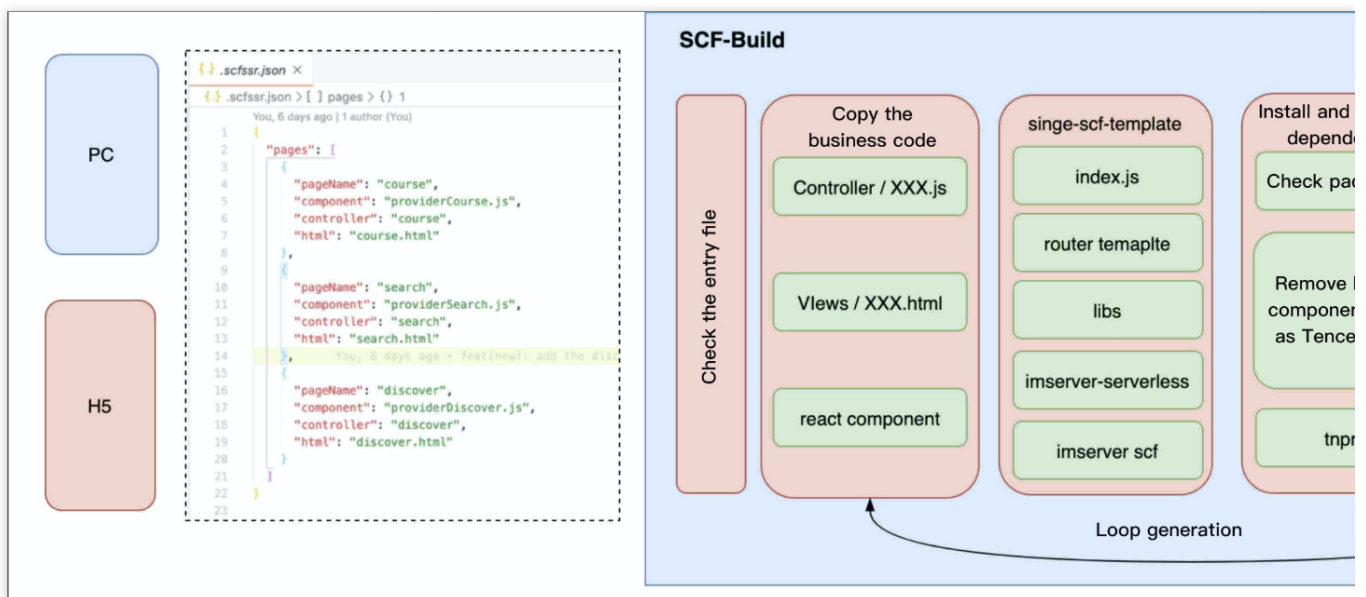 PC
H5
.scfssr.json ×
.scfssr.json > [ ] pages > {} 1
You, 6 days ago | 1 author (You)
1 {
2 "pages": [
3 {
4 "pageName": "course",
5 "component": "providerCourse.js",
6 "controller": "course",
7 "html": "course.html"
8 },
9 {
10 "pageName": "search",
11 "component": "providerSearch.js",
12 "controller": "search",
13 "html": "search.html"
14 }, You, 6 days ago • feat(new): add the disc
15 {
16 "pageName": "discover",
17 "component": "providerDiscover.js",
18 "controller": "discover",
19 "html": "discover.html"
20 }
21 ]
22 }
23
SCF-Build
Check the entry file
Copy the
business code
Controller / XXX.js
VIews / XXX.html
react component
singe-scf-template
index.js
router temaplte
libs
imserver-serverless
imserver scf
Install and
depend
Check pac
Remove
componen
as Tence
tnpr
Loop generation